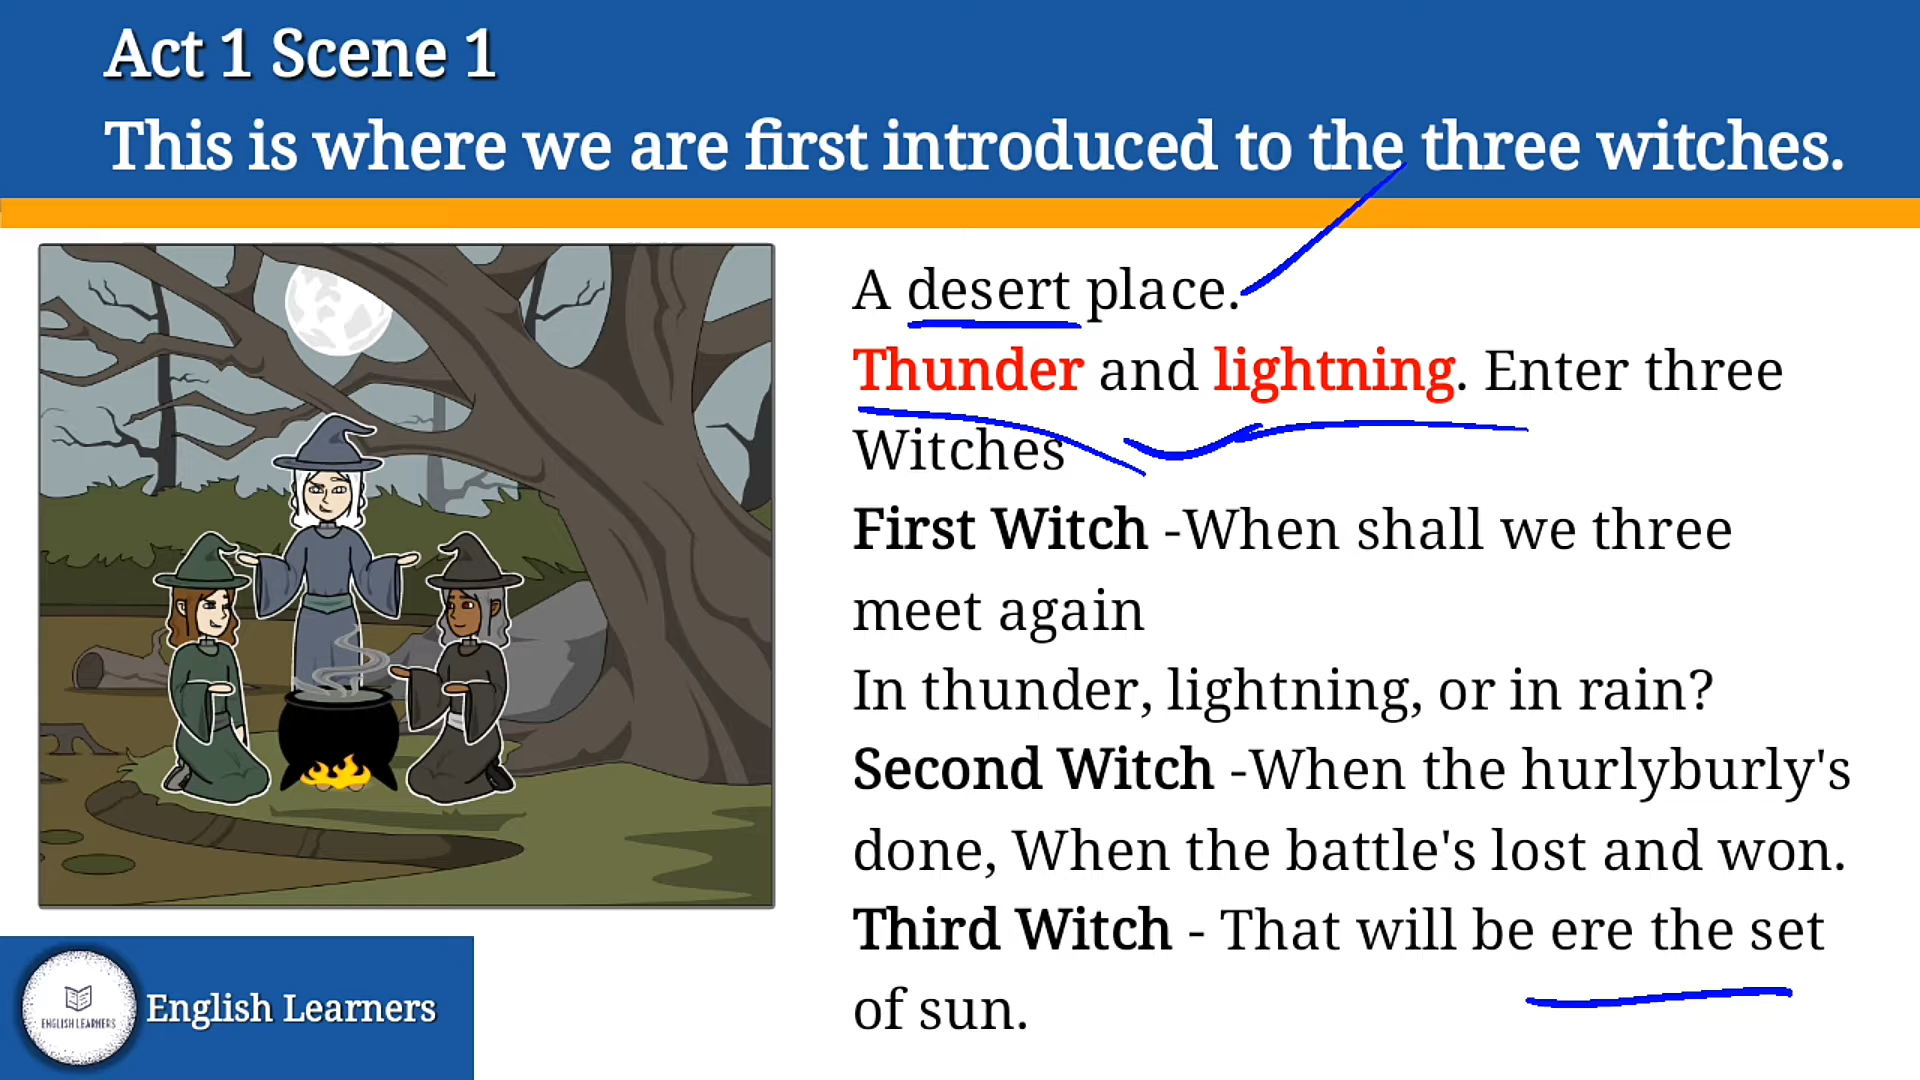 Act 1 Scene 1
This is where we are first introduced to the three witches.
A desert place.
Thunder and lightning. Enter three
Witches
First Witch -When shall we three
meet again
In thunder, lightning, or in rain?
Second Witch -When the hurlyburly's
done, When the battle's lost and won.
Third Witch - That will be ere the set
of sun.
ENGLISH LEARNERS
English Learners